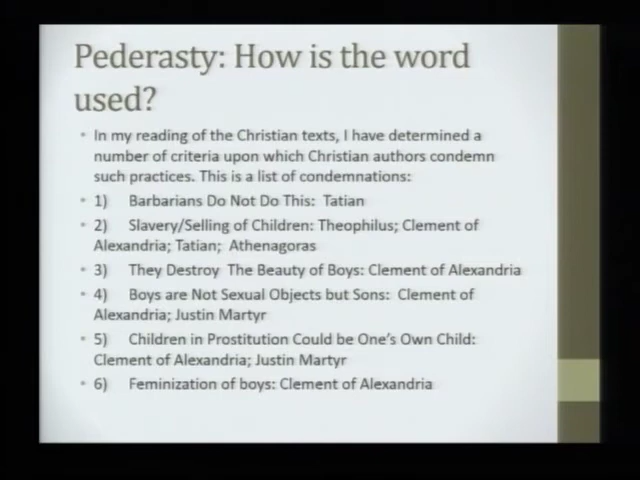 Pederasty: How is the word
used?
• In my reading of the Christian texts, I have determined a
number of criteria upon which Christian authors condemn
such practices. This is a list of condemnations:
• 1) Barbarians Do Not Do This: Tatian
• 2) Slavery/Selling of Children: Theophilus; Clement of
Alexandria; Tatian; Athenagoras
• 3) They Destroy The Beauty of Boys: Clement of Alexandria
• 4) Boys are Not Sexual Objects but Sons: Clement of
Alexandria; Justin Martyr
• 5) Children in Prostitution Could be One's Own Child:
Clement of Alexandria; Justin Martyr
• 6) Feminization of boys: Clement of Alexandria